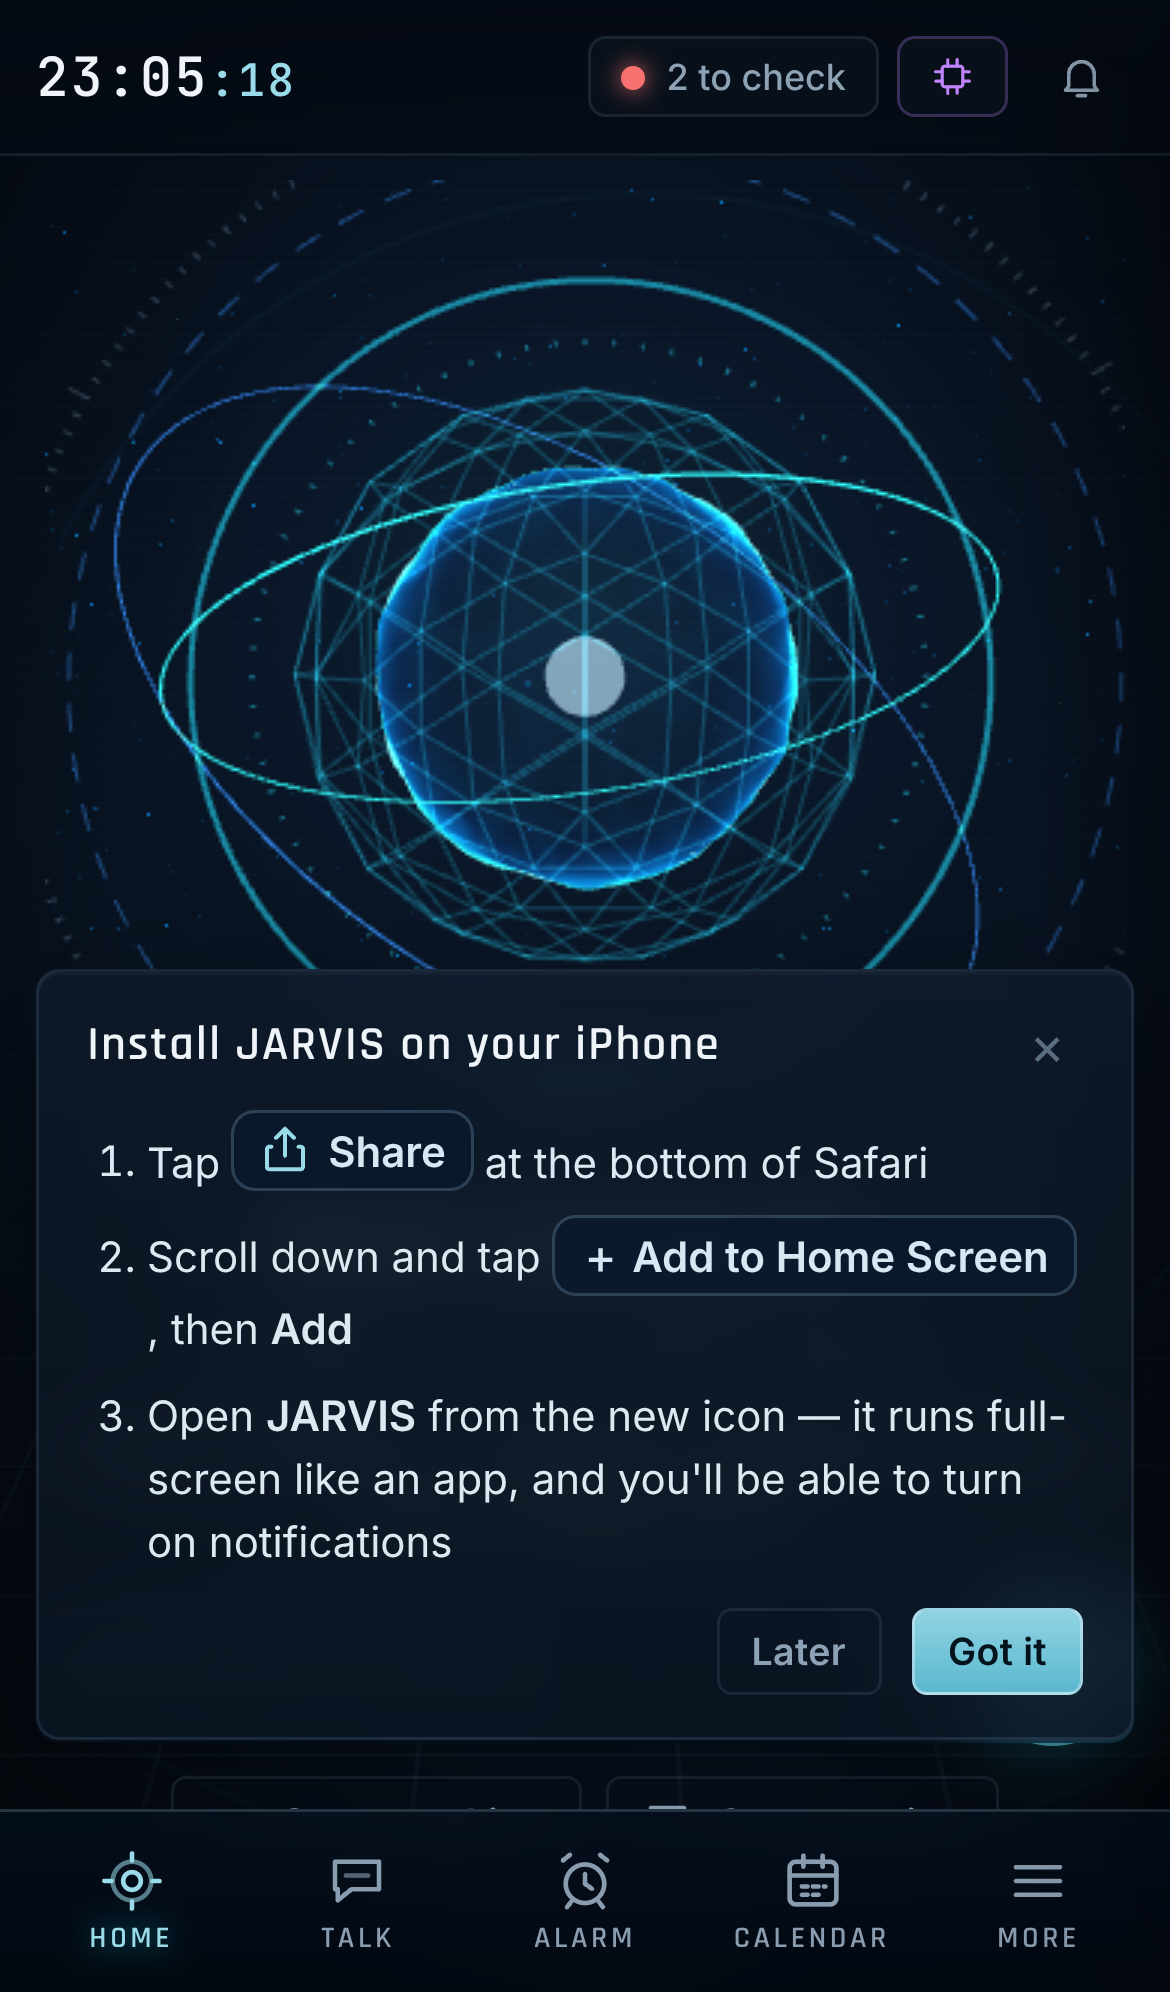 23:05:18
2 to check
Install JARVIS on your iPhone
×
1. Tap Share at the bottom of Safari
2. Scroll down and tap + Add to Home Screen
, then Add
3. Open JARVIS from the new icon — it runs full-
screen like an app, and you'll be able to turn
on notifications
Later
Got it
HOME
TALK
ALARM
CALENDAR
MORE